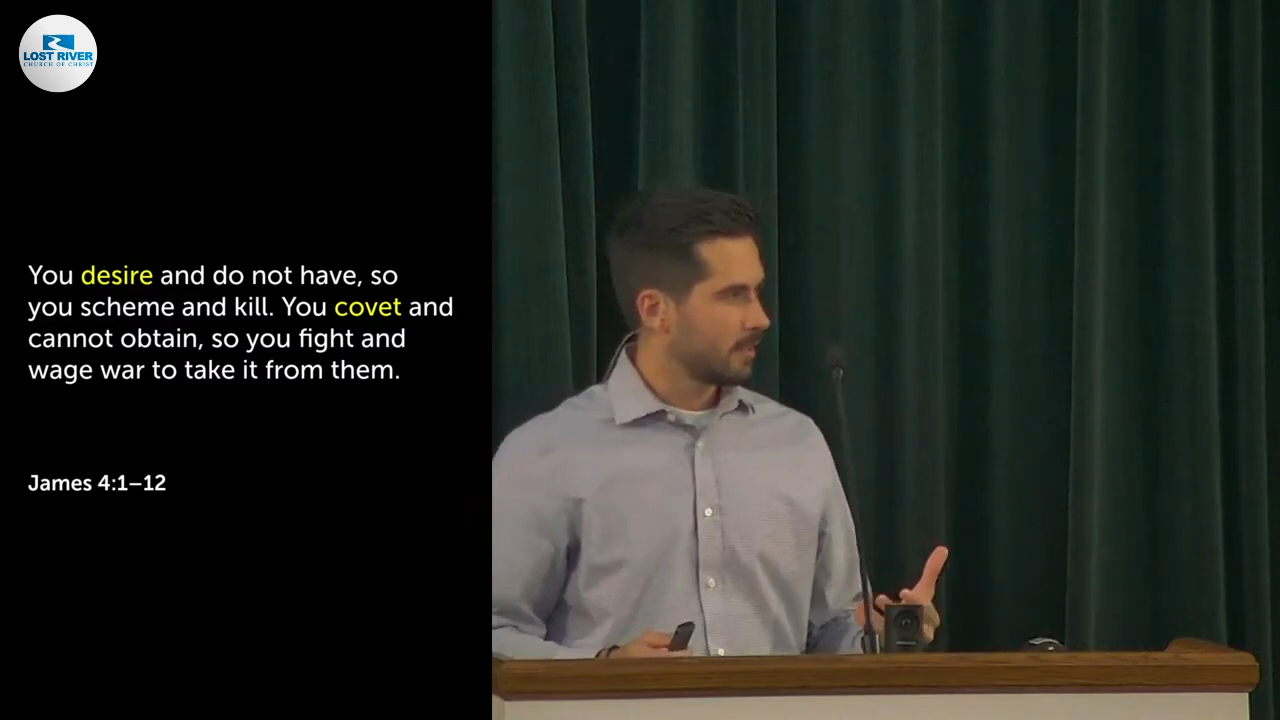 LOST RIVER
CHURCH OF CHRIST
You desire and do not have, so
you scheme and kill. You covet and
cannot obtain, so you fight and
wage war to take it from them.
James 4:1–12